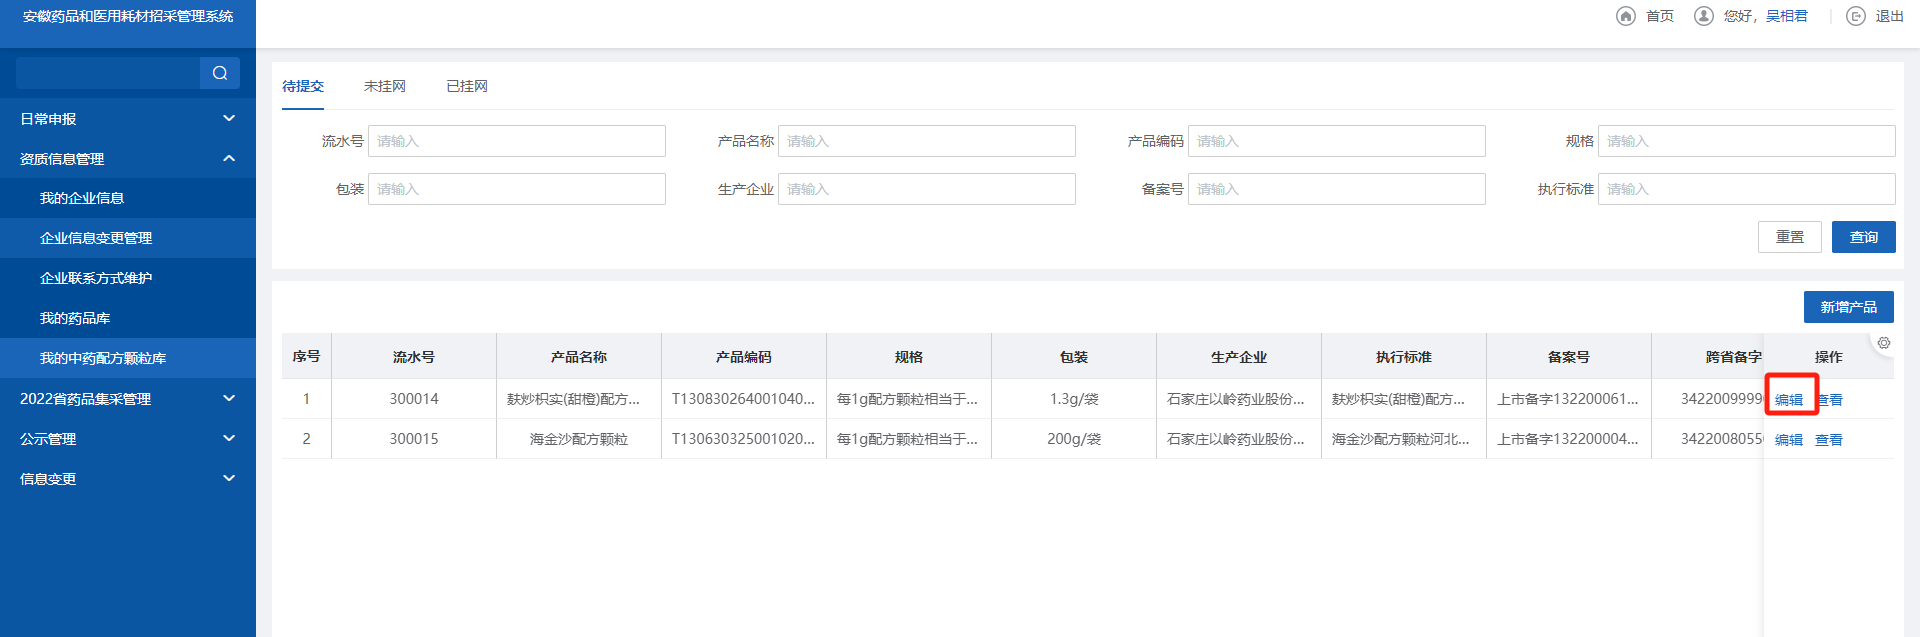 安徽药品和医用耗材招采管理系统
首页 您好，吴相君 退出
日常申报
资质信息管理
我的企业信息
企业信息变更管理
企业联系方式维护
我的药品库
我的中药配方颗粒库
2022省药品集采管理
公示管理
信息变更
待提交 未挂网 已挂网
流水号 请输入 产品名称 请输入 产品编码 请输入 规格 请输入
包装 请输入 生产企业 请输入 备案号 请输入 执行标准 请输入
重置 查询
新增产品
序号 流水号 产品名称 产品编码 规格 包装 生产企业 执行标准 备案号 跨省备字 操作
1 300014 麸炒枳实(甜橙)配方... T130830264001040... 每1g配方颗粒相当于... 1.3g/袋 石家庄以岭药业股份... 麸炒枳实(甜橙)配方... 上市备字132200061... 3422009999 编辑 查看
2 300015 海金沙配方颗粒 T130630325001020... 每1g配方颗粒相当于... 200g/袋 石家庄以岭药业股份... 海金沙配方颗粒河北... 上市备字132200004... 3422008055 编辑 查看